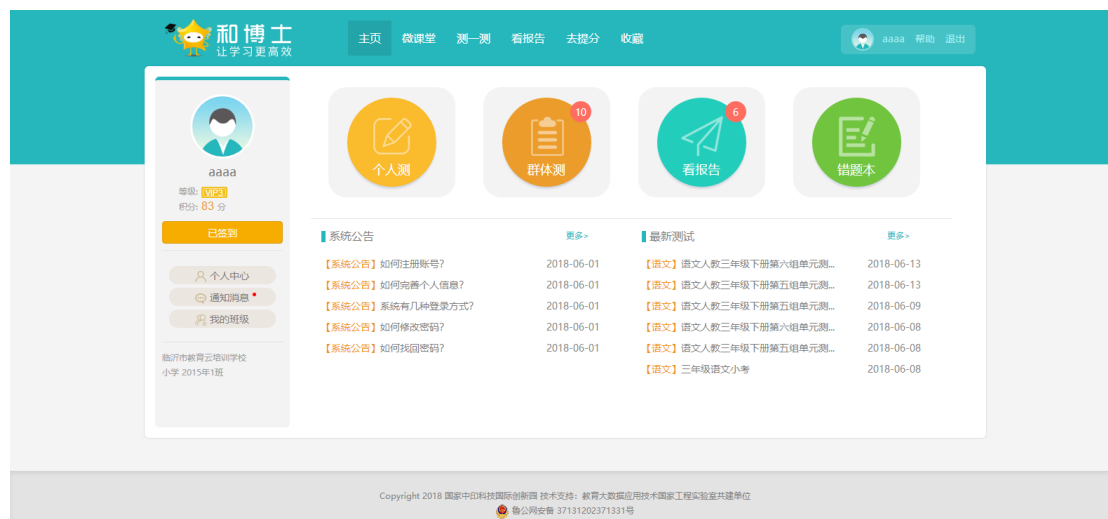 和博士
让学习更高效
主页 微课堂 测一测 看报告 去提分 收藏
aaaa 帮助 退出
aaaa
等级: VIP3
积分: 83 分
已签到
个人中心
通知消息
我的班级
临沂市教育云培训学校
小学 2015年1班
个人测
10
群体测
6
看报告
错题本
系统公告 更多>
【系统公告】如何注册账号? 2018-06-01
【系统公告】如何完善个人信息? 2018-06-01
【系统公告】系统有几种登录方式? 2018-06-01
【系统公告】如何修改密码? 2018-06-01
【系统公告】如何找回密码? 2018-06-01
最新测试 更多>
【语文】语文人教三年级下册第六组单元测... 2018-06-13
【语文】语文人教三年级下册第五组单元测... 2018-06-13
【语文】语文人教三年级下册第五组单元测... 2018-06-09
【语文】语文人教三年级下册第六组单元测... 2018-06-08
【语文】语文人教三年级下册第五组单元测... 2018-06-08
【语文】三年级语文小考 2018-06-08
Copyright 2018 国家中印科技国际创新园 技术支持：教育大数据应用技术国家工程实验室共建单位
鲁公网安备 37131202371331号